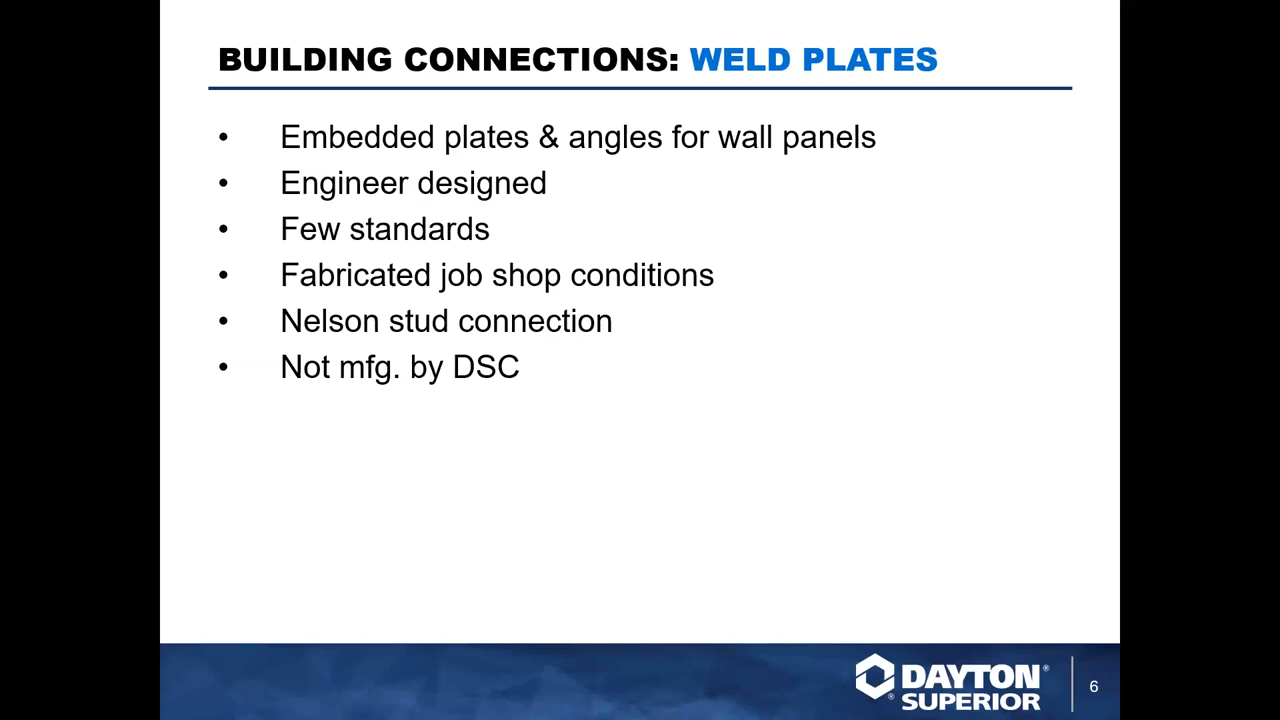 BUILDING CONNECTIONS: WELD PLATES
• Embedded plates & angles for wall panels
• Engineer designed
• Few standards
• Fabricated job shop conditions
• Nelson stud connection
• Not mfg. by DSC
DAYTON®
® SUPERIOR
6